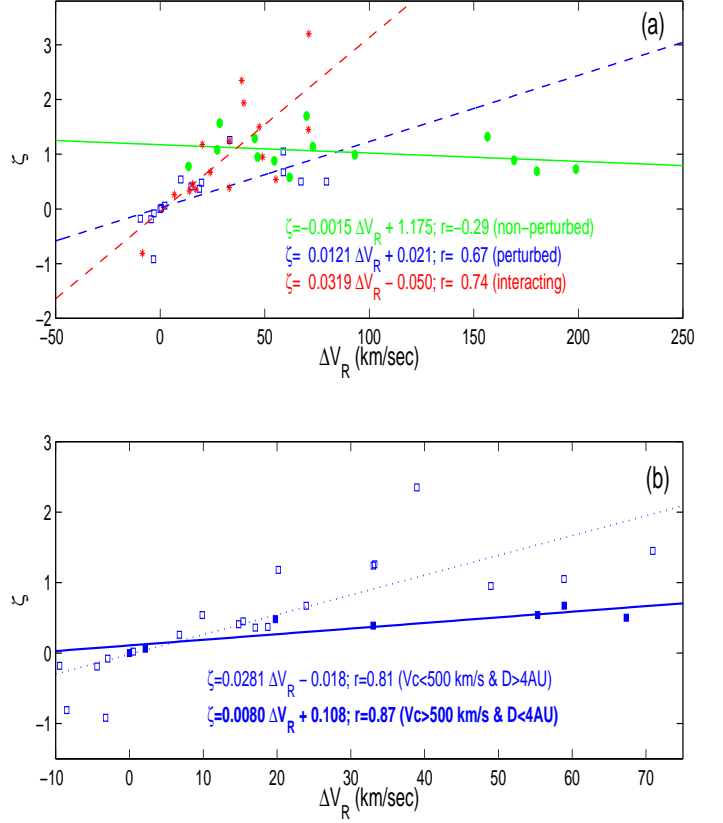 (a)
3
2
1
0
−1
−2
ζ
ζ=−0.0015 ΔV_R + 1.175; r=−0.29 (non−perturbed)
ζ= 0.0121 ΔV_R + 0.021; r= 0.67 (perturbed)
ζ= 0.0319 ΔV_R − 0.050; r= 0.74 (interacting)
−50 0 50 100 150 200 250
ΔV_R (km/sec)
(b)
3
2
1
0
−1
ζ
ζ=0.0281 ΔV_R − 0.018; r=0.81 (Vc<500 km/s & D>4AU)
ζ=0.0080 ΔV_R + 0.108; r=0.87 (Vc>500 km/s & D<4AU)
−10 0 10 20 30 40 50 60 70
ΔV_R (km/sec)